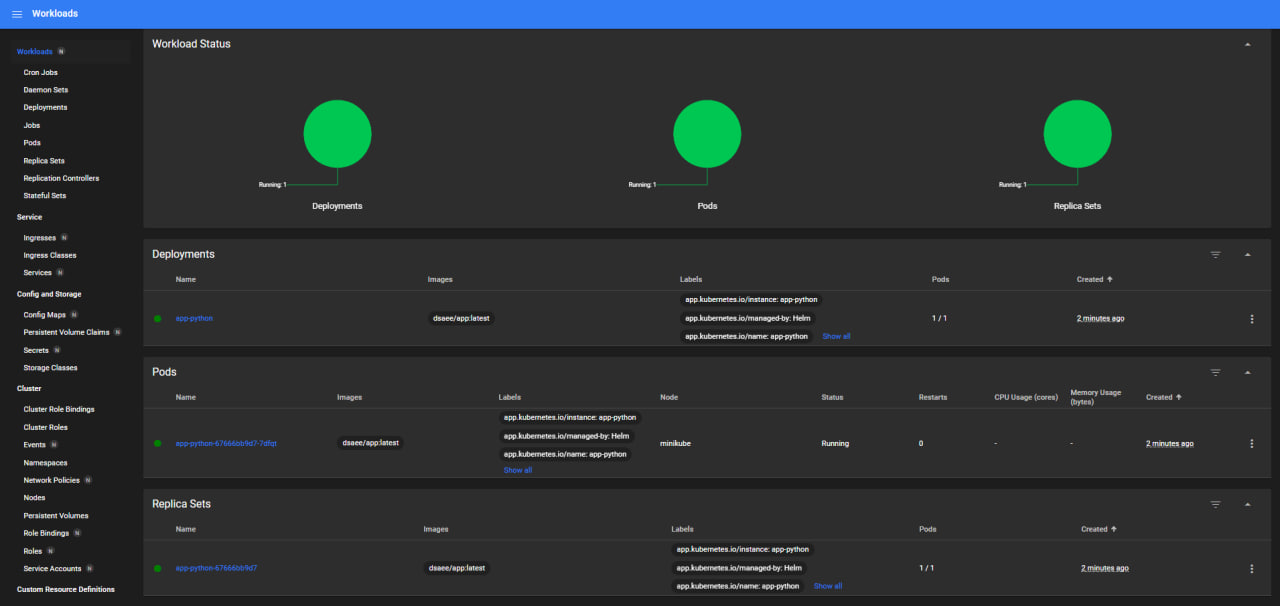 Workloads
Workloads N
Cron Jobs
Daemon Sets
Deployments
Jobs
Pods
Replica Sets
Replication Controllers
Stateful Sets
Service
Ingresses N
Ingress Classes
Services N
Config and Storage
Config Maps N
Persistent Volume Claims N
Secrets N
Storage Classes
Cluster
Cluster Role Bindings
Cluster Roles
Events N
Namespaces
Network Policies N
Nodes
Persistent Volumes
Role Bindings N
Roles N
Service Accounts N
Custom Resource Definitions
Workload Status
Running: 1
Deployments
Running: 1
Pods
Running: 1
Replica Sets
Deployments
Name Images Labels Pods Created
app-python dsaee/app:latest app.kubernetes.io/instance: app-python 1 / 1 2 minutes ago
app.kubernetes.io/managed-by: Helm
app.kubernetes.io/name: app-python Show all
Pods
Name Images Labels Node Status Restarts CPU Usage (cores) Memory Usage (bytes) Created
app-python-67666bb9d7-7dfqt dsaee/app:latest app.kubernetes.io/instance: app-python minikube Running 0 - - 2 minutes ago
app.kubernetes.io/managed-by: Helm
app.kubernetes.io/name: app-python
Show all
Replica Sets
Name Images Labels Pods Created
app-python-67666bb9d7 dsaee/app:latest app.kubernetes.io/instance: app-python 1 / 1 2 minutes ago
app.kubernetes.io/managed-by: Helm
app.kubernetes.io/name: app-python Show all